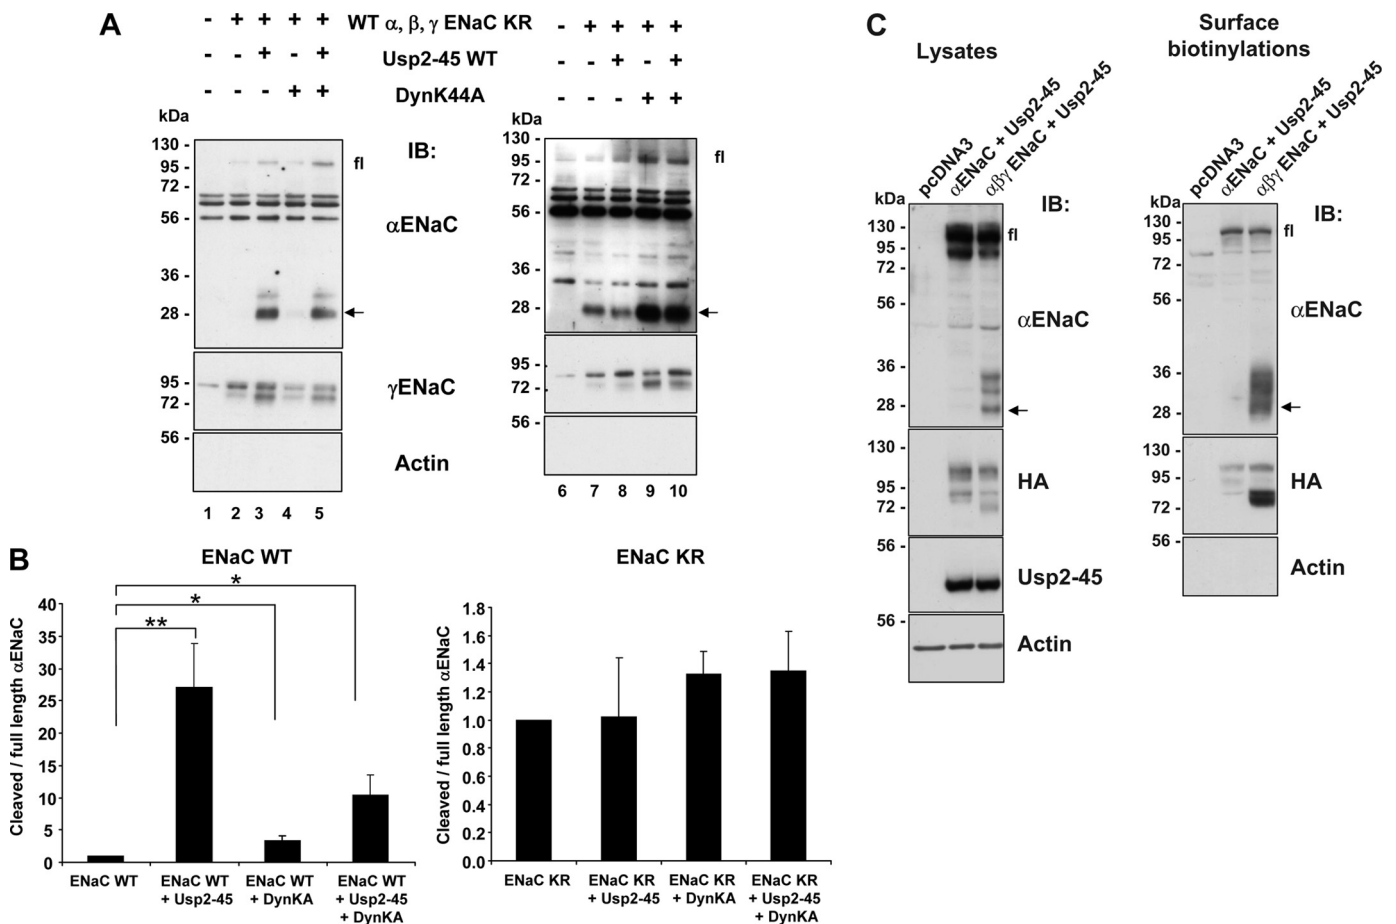 A
- + + + + WT α, β, γ ENaC KR - + + + +
- - + - + Usp2-45 WT - - + - +
- - - + + DynK44A - - - + +
kDa
130 -
95 -
72 -
56 -
36 -
28 -
fl
IB:
αENaC
95 -
72 -
γENaC
56 -
Actin
1 2 3 4 5
kDa
130 -
95 -
72 -
56 -
36 -
28 -
fl
95 -
72 -
56 -
6 7 8 9 10
B
ENaC WT
Cleaved / full length αENaC
40
35
30
25
20
15
10
5
0
*
*
**
ENaC WT
ENaC WT
+ Usp2-45
ENaC WT
+ DynKA
ENaC WT
+ Usp2-45
+ DynKA
ENaC KR
Cleaved / full length αENaC
1.8
1.6
1.4
1.2
1.0
0.8
0.6
0.4
0.2
0.0
ENaC KR
ENaC KR
+ Usp2-45
ENaC KR
+ DynKA
ENaC KR
+ Usp2-45
+ DynKA
C
Lysates
pcDNA3
αENaC + Usp2-45
αβγ ENaC + Usp2-45
kDa
130 -
95 -
72 -
56 -
36 -
28 -
IB:
fl
αENaC
130 -
95 -
72 -
HA
56 -
Usp2-45
56 -
Actin
Surface
biotinylations
pcDNA3
αENaC + Usp2-45
αβγ ENaC + Usp2-45
kDa
130 -
95 -
72 -
56 -
36 -
28 -
IB:
fl
αENaC
130 -
95 -
72 -
HA
56 -
Actin